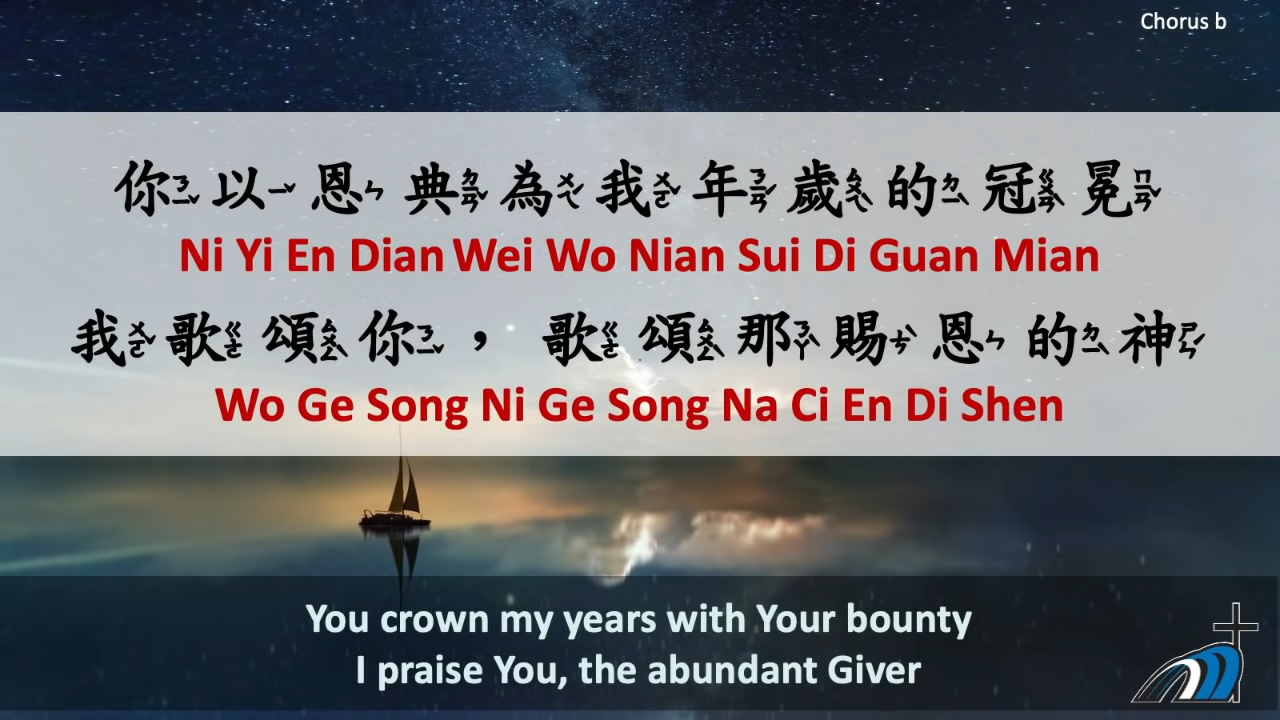 Chorus b
你以恩典為我年歲的冠冕
Ni Yi En Dian Wei Wo Nian Sui Di Guan Mian
我歌頌你，歌頌那賜恩的神
Wo Ge Song Ni Ge Song Na Ci En Di Shen
You crown my years with Your bounty
I praise You, the abundant Giver